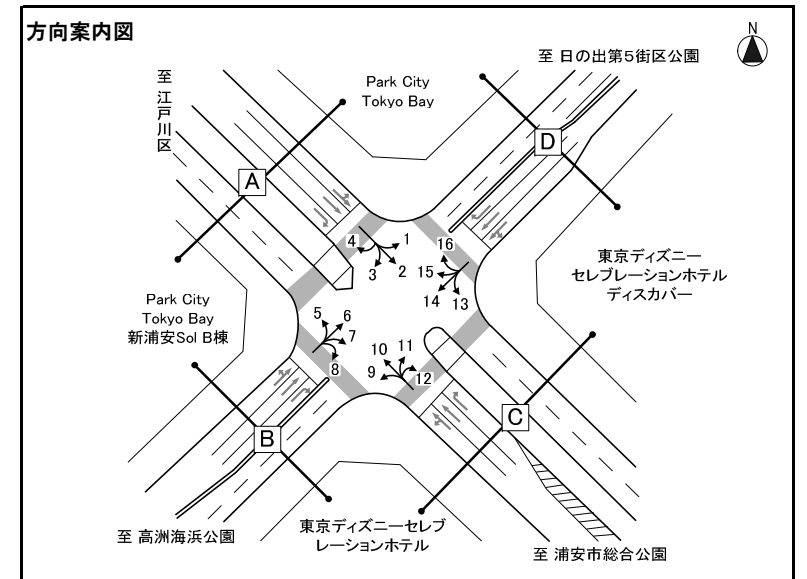 方向案内図
N
至 日の出第5街区公園
至江戸川区
Park City
Tokyo Bay
D
A
東京ディズニー
セレブレーションホテル
ディスカバー
4
1
16
3
2
15
14
13
Park City
Tokyo Bay
新浦安Sol B棟
5
6
7
8
10
11
9
12
C
B
東京ディズニーセレブ
レーションホテル
至 高洲海浜公園
至 浦安市総合公園